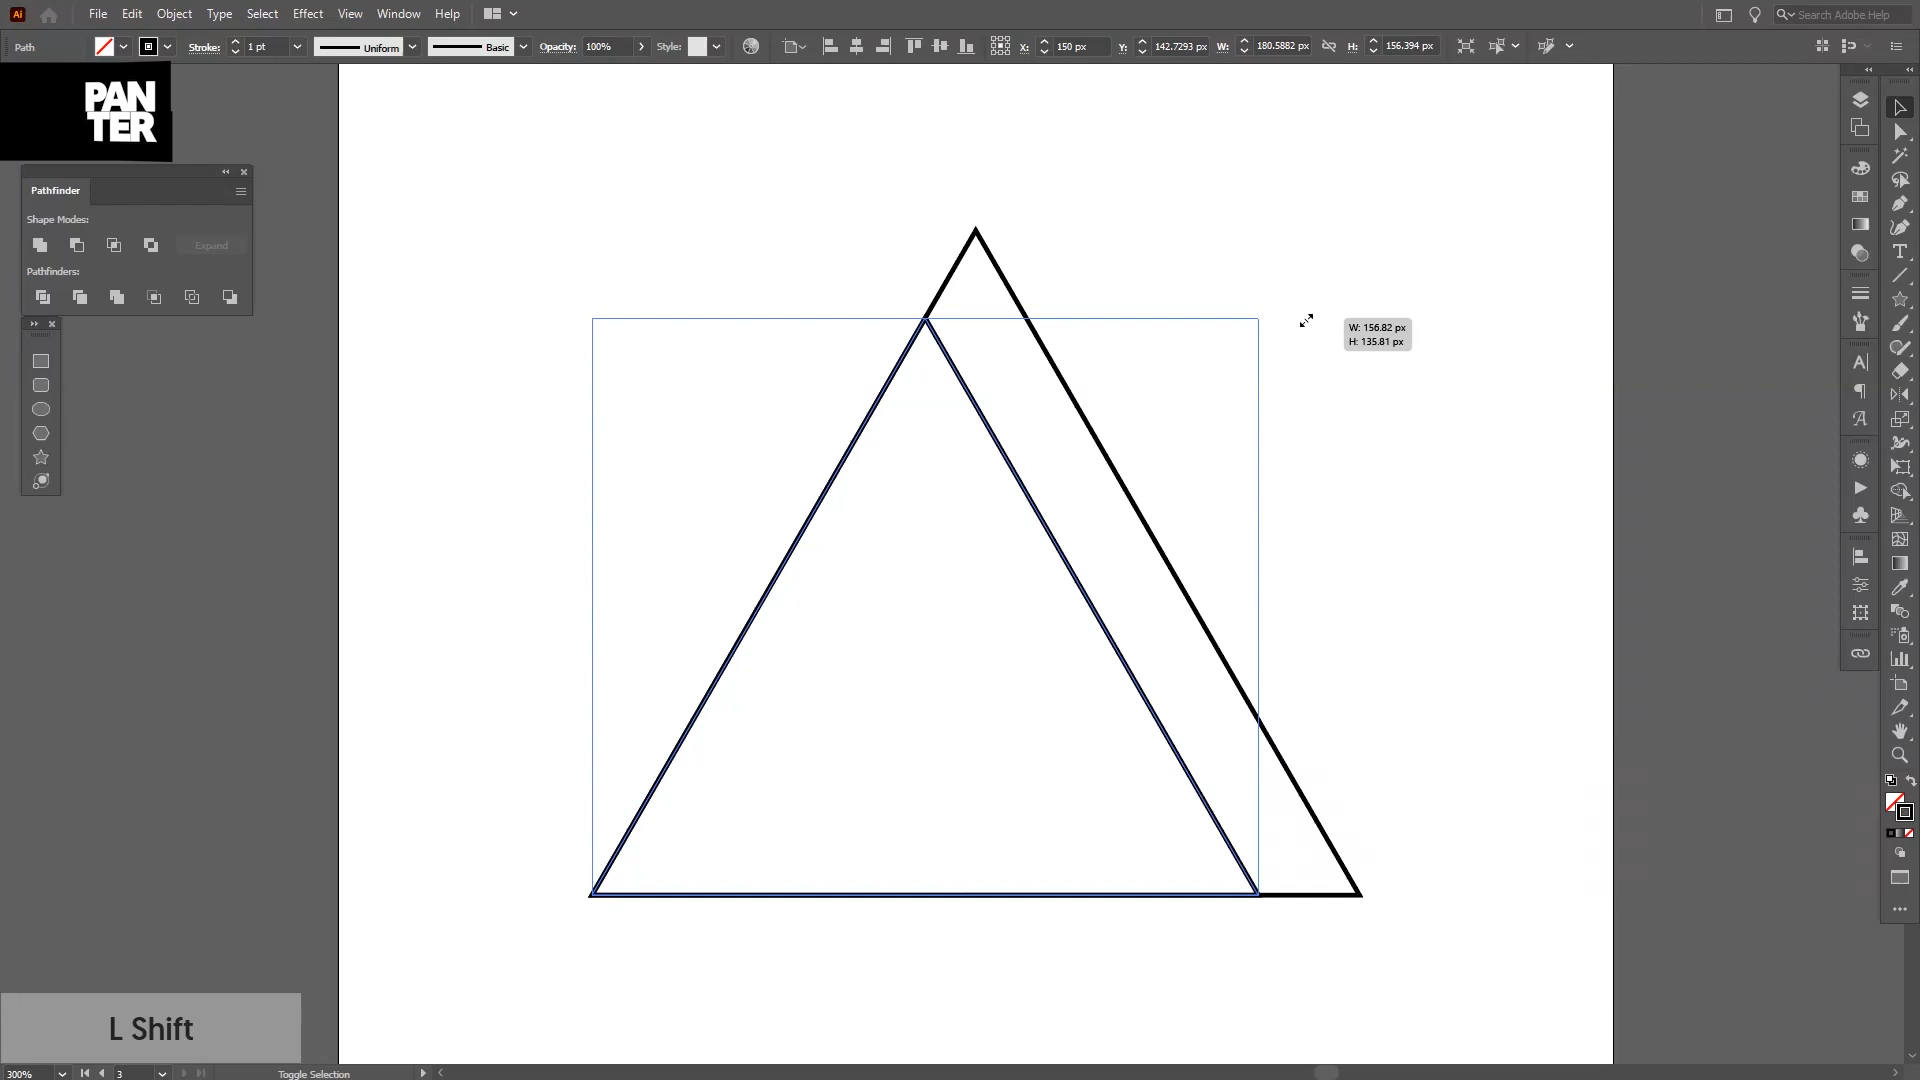 Ai File Edit Object Type Select Effect View Window Help Search Adobe Help
Path Stroke: 1 pt Uniform Basic Opacity: 100% Style: X: 150 px Y: 142.7293 px W: 180.5882 px H: 156.394 px
PAN
TER
Pathfinder
Shape Modes:
Expand
Pathfinders:
W: 156.82 px
H: 135.81 px
L Shift
300% 3 Toggle Selection